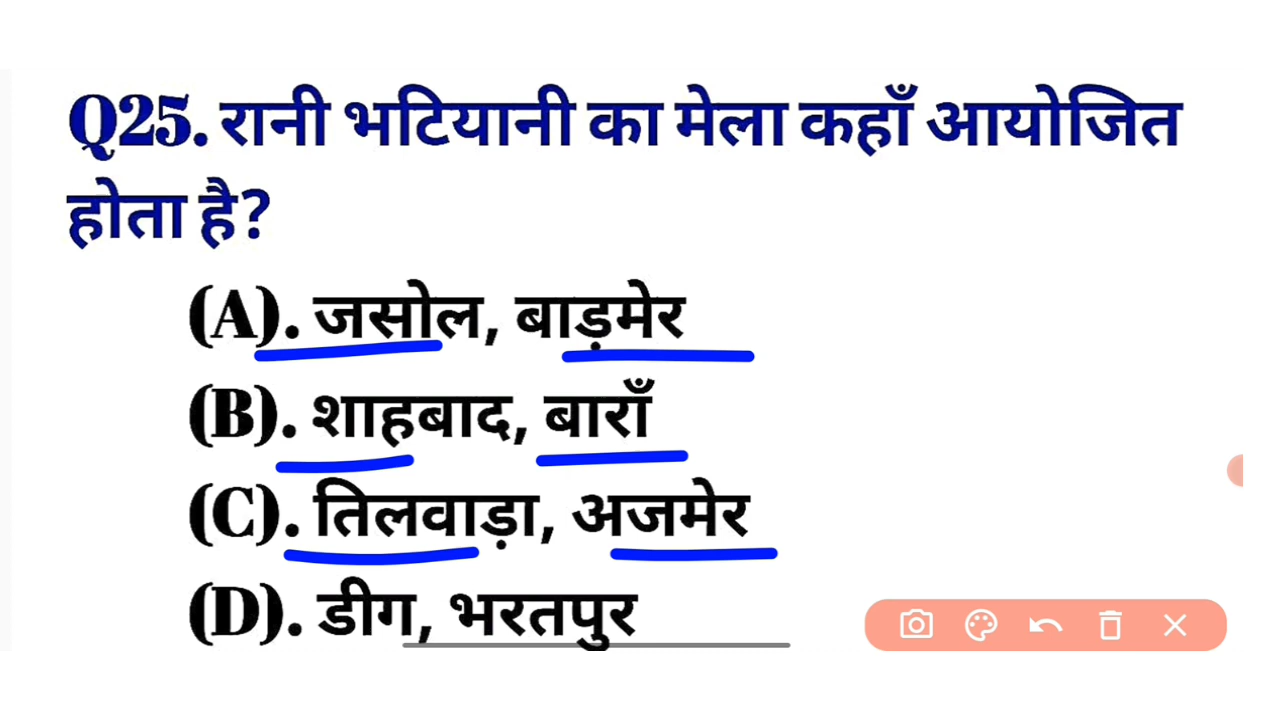 Q25. रानी भटियानी का मेला कहाँ आयोजित
होता है?
(A). जसोल, बाड़मेर
(B). शाहबाद, बाराँ
(C). तिलवाड़ा, अजमेर
(D). डीग, भरतपुर